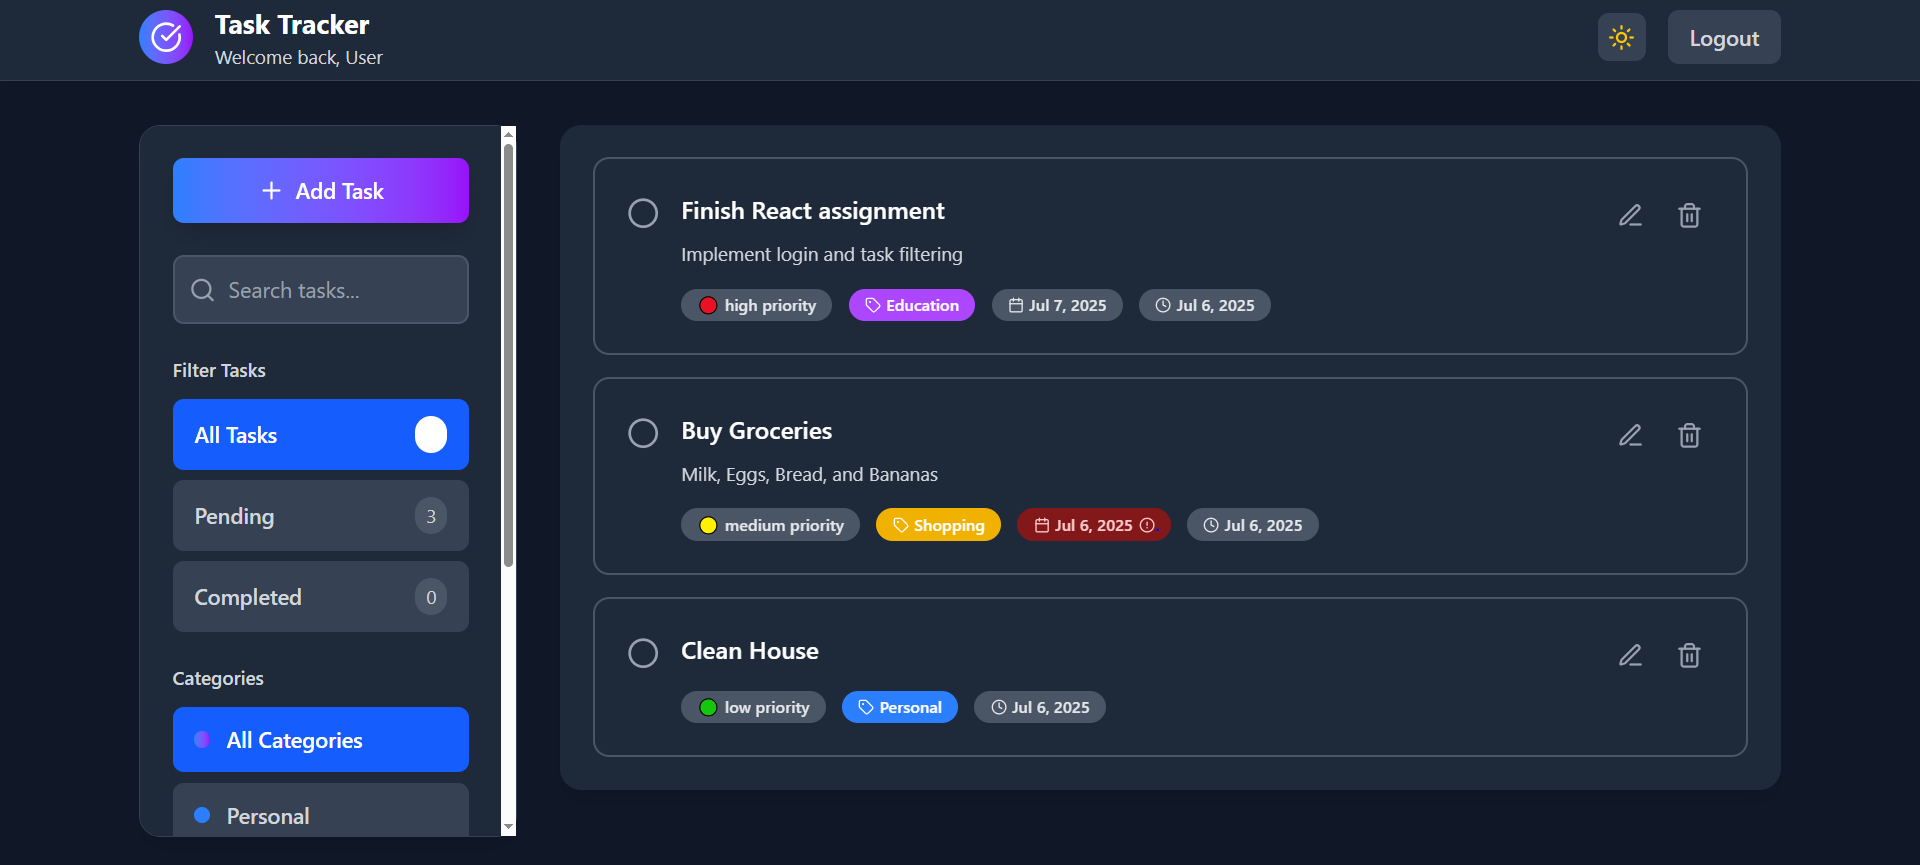 Task Tracker
Welcome back, User
Logout
Add Task
Search tasks...
Filter Tasks
All Tasks
Pending 3
Completed 0
Categories
All Categories
Personal
Finish React assignment
Implement login and task filtering
high priority Education Jul 7, 2025 Jul 6, 2025
Buy Groceries
Milk, Eggs, Bread, and Bananas
medium priority Shopping Jul 6, 2025 Jul 6, 2025
Clean House
low priority Personal Jul 6, 2025